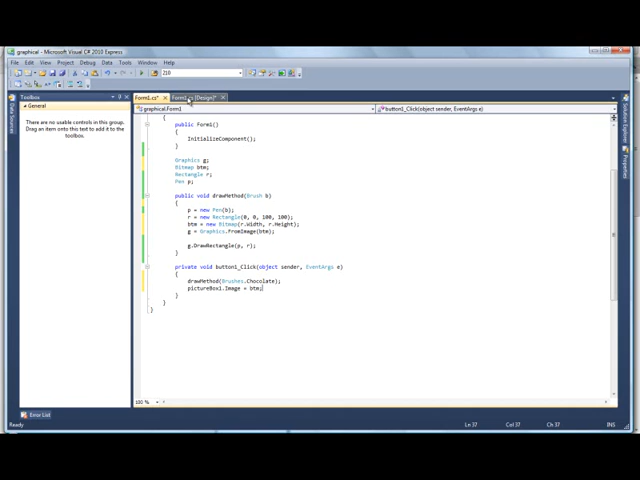 graphical - Microsoft Visual C# 2010 Express
File Edit View Project Debug Data Tools Window Help
210
Toolbox
Form1.cs*
Form1.cs [Design]*
General
graphical.Form1
button1_Click(object sender, EventArgs e)
There are no usable controls in this group. Drag an item onto this text to add it to the toolbox.
Data Sources
Solution Explorer
Properties
{
public Form1()
{
InitializeComponent();
}
Graphics g;
Bitmap btm;
Rectangle r;
Pen p;
public void drawMethod(Brush b)
{
p = new Pen(b);
r = new Rectangle(0, 0, 100, 100);
btm = new Bitmap(r.Width, r.Height);
g = Graphics.FromImage(btm);
g.DrawRectangle(p, r);
}
private void button1_Click(object sender, EventArgs e)
{
drawMethod(Brushes.Chocolate);
pictureBox1.Image = btm;
}
}
}
100 %
Error List
Ln 37
Col 37
Ch 37
INS